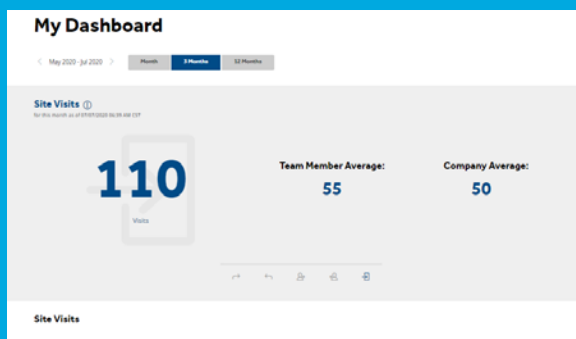 My Dashboard
< May 2020 - Jul 2020 > Month 3 Months 12 Months
Site Visits
for this month as of 07/07/2020 06:59 AM CST
110
Visits
Team Member Average:
55
Company Average:
50
Site Visits